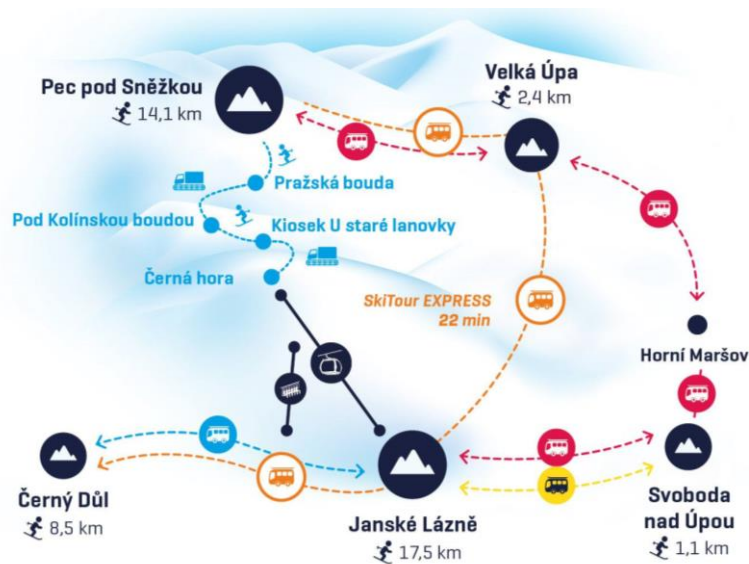 Pec pod Sněžkou
14,1 km
Velká Úpa
2,4 km
Pražská bouda
Pod Kolínskou boudou
Kiosek U staré lanovky
Černá hora
SkiTour EXPRESS
22 min
Horní Maršov
Černý Důl
8,5 km
Janské Lázně
17,5 km
Svoboda
nad Úpou
1,1 km